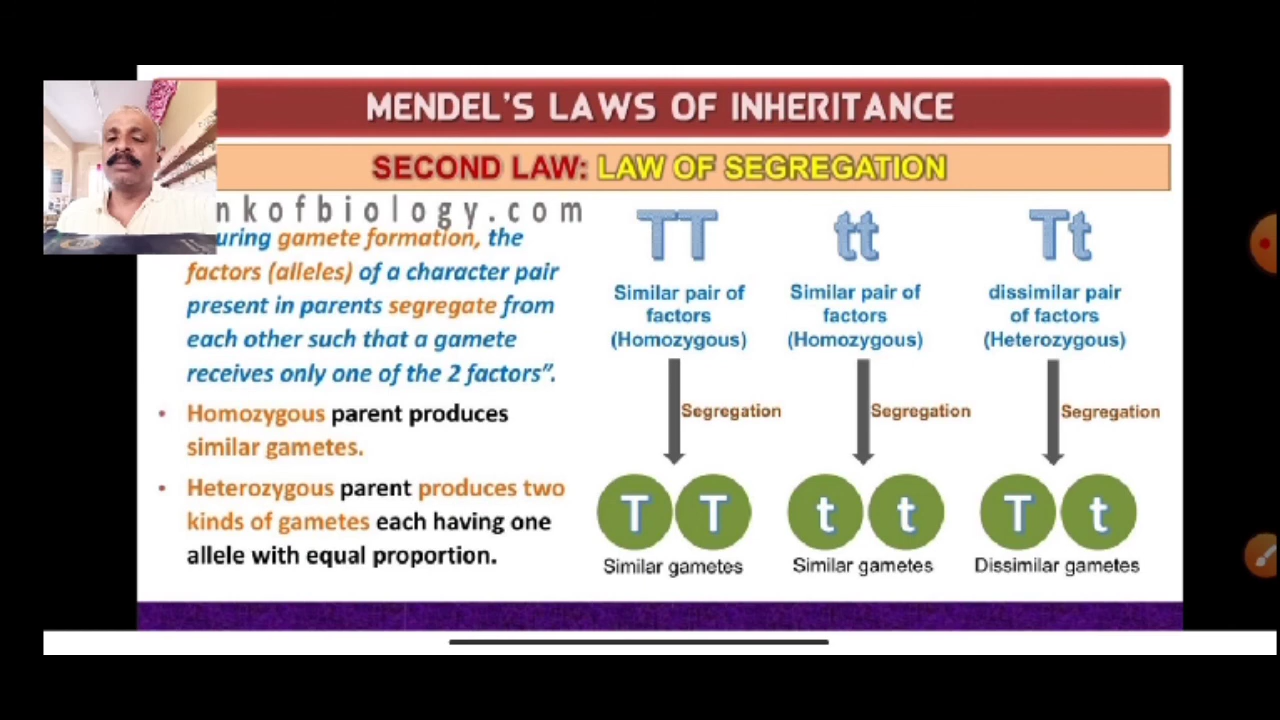 MENDEL'S LAWS OF INHERITANCE
SECOND LAW: LAW OF SEGREGATION
nkofbiology.com
uring gamete formation, the
factors (alleles) of a character pair
present in parents segregate from
each other such that a gamete
receives only one of the 2 factors”.
• Homozygous parent produces
similar gametes.
• Heterozygous parent produces two
kinds of gametes each having one
allele with equal proportion.
TT
Similar pair of
factors
(Homozygous)
Segregation
T T
Similar gametes
tt
Similar pair of
factors
(Homozygous)
Segregation
t t
Similar gametes
Tt
dissimilar pair
of factors
(Heterozygous)
Segregation
T t
Dissimilar gametes